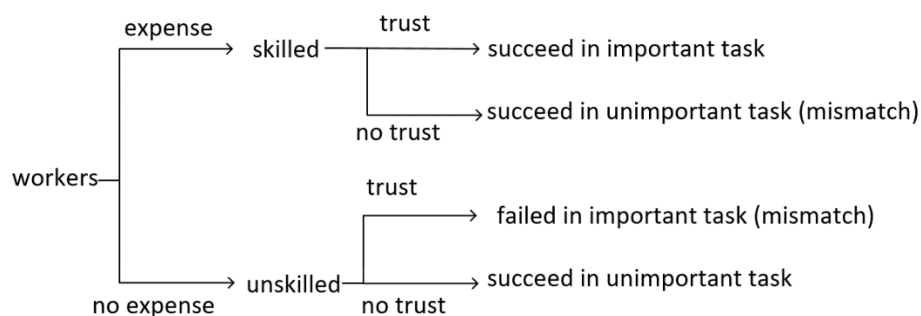 expense
skilled
trust
succeed in important task
succeed in unimportant task (mismatch)
no trust
workers
trust
failed in important task (mismatch)
no expense
unskilled
no trust
succeed in unimportant task